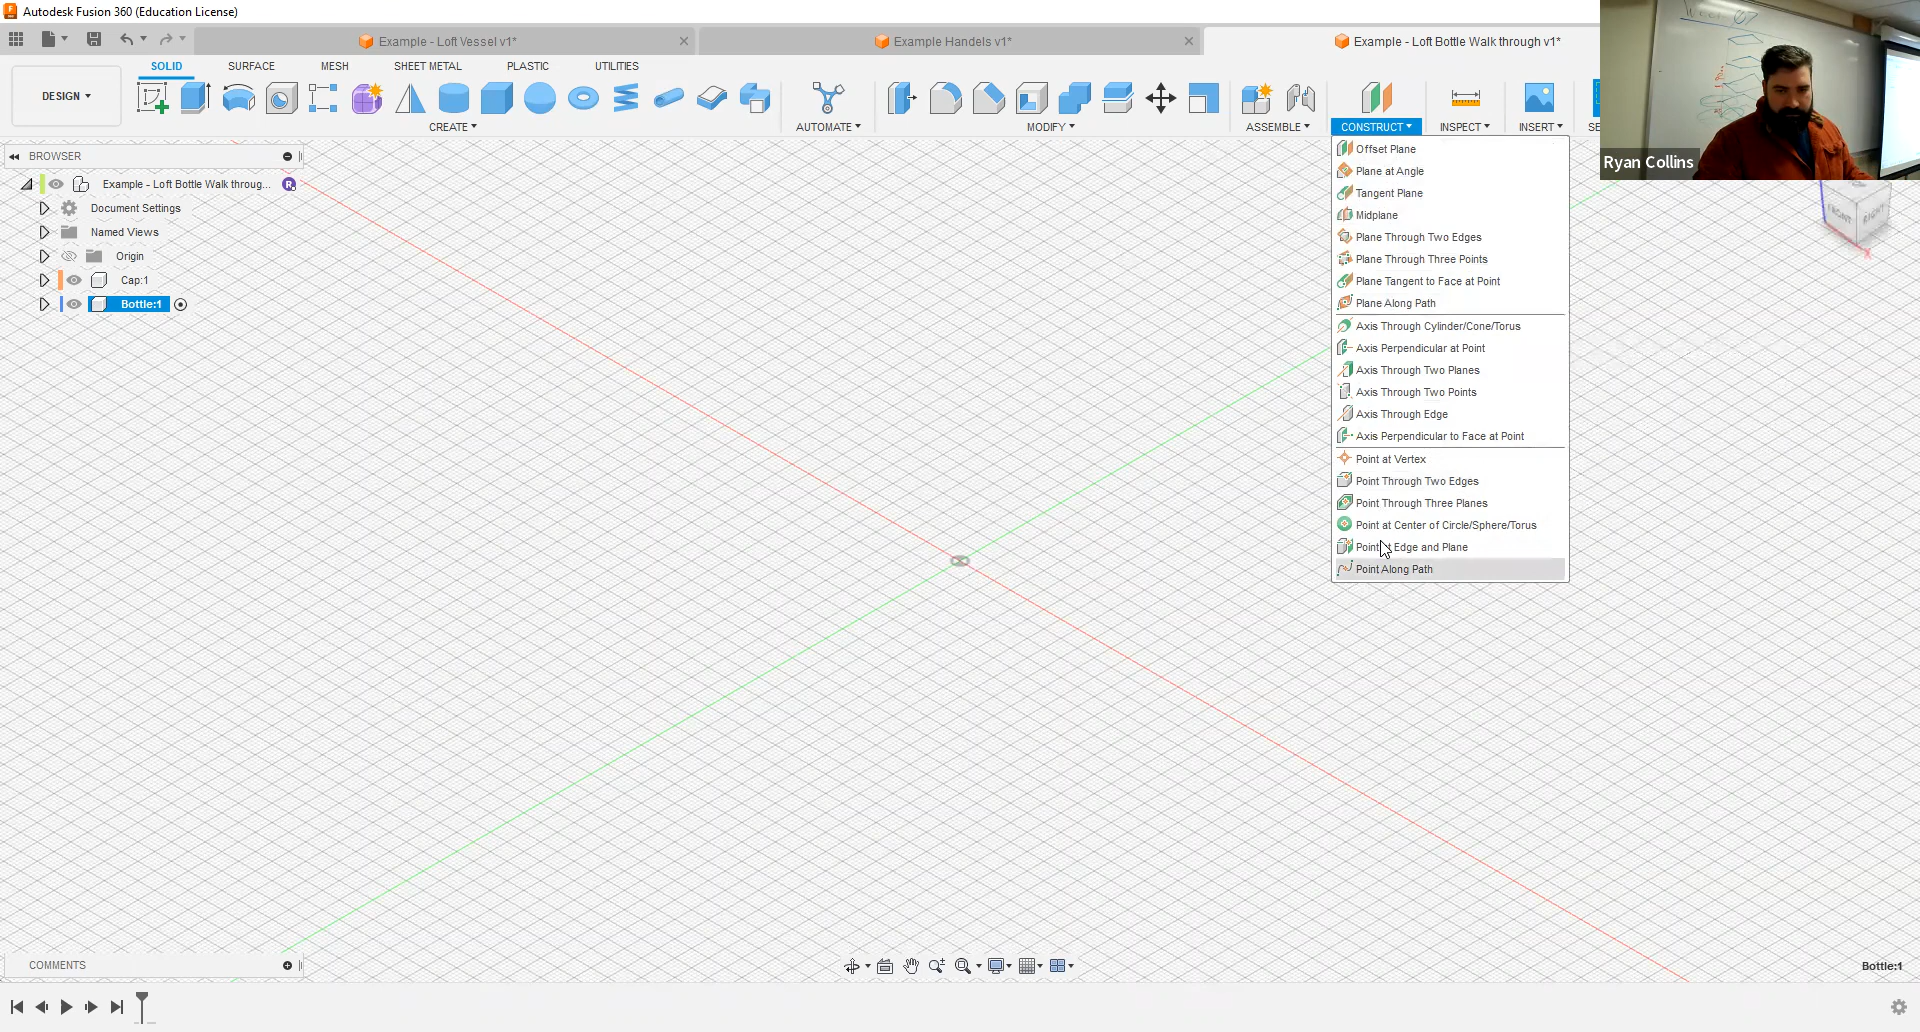 Autodesk Fusion 360 (Education License)
Example - Loft Vessel v1*
Example Handels v1*
Example - Loft Bottle Walk through v1*
SOLID
SURFACE
MESH
SHEET METAL
PLASTIC
UTILITIES
DESIGN
CREATE
AUTOMATE
MODIFY
ASSEMBLE
CONSTRUCT
INSPECT
INSERT
SE
Ryan Collins
BROWSER
Example - Loft Bottle Walk throug...
R
Document Settings
Named Views
Origin
Cap:1
Bottle:1
Offset Plane
Plane at Angle
Tangent Plane
Midplane
Plane Through Two Edges
Plane Through Three Points
Plane Tangent to Face at Point
Plane Along Path
Axis Through Cylinder/Cone/Torus
Axis Perpendicular at Point
Axis Through Two Planes
Axis Through Two Points
Axis Through Edge
Axis Perpendicular to Face at Point
Point at Vertex
Point Through Two Edges
Point Through Three Planes
Point at Center of Circle/Sphere/Torus
Point at Edge and Plane
Point Along Path
FRONT
RIGHT
X
COMMENTS
Bottle:1